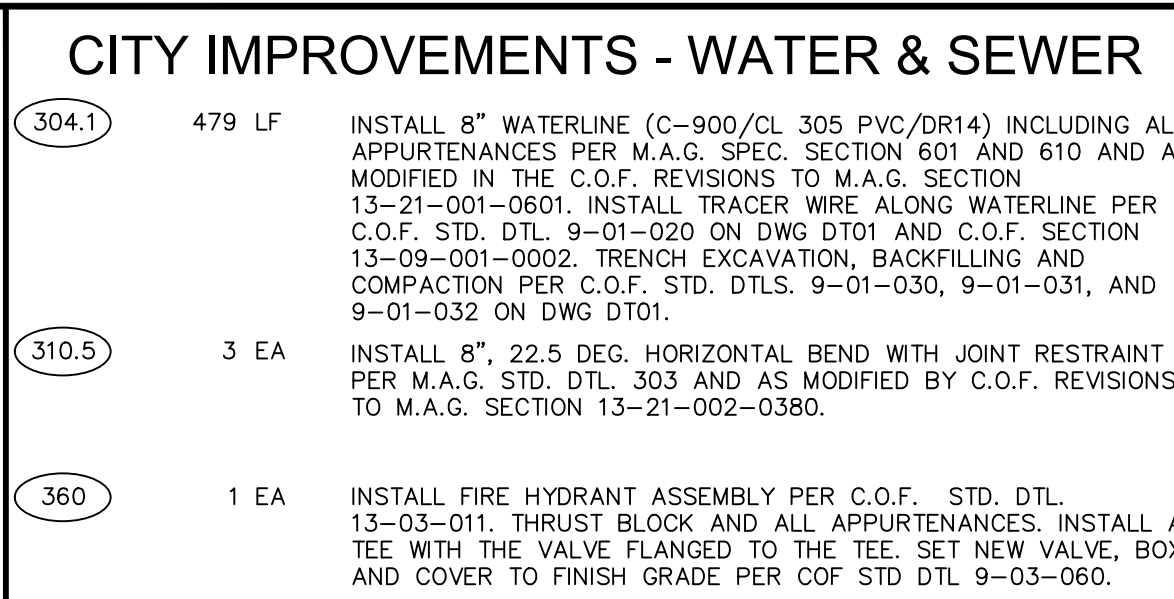 CITY IMPROVEMENTS - WATER & SEWER
304.1 479 LF INSTALL 8” WATERLINE (C-900/CL 305 PVC/DR14) INCLUDING AL
APPURTENANCES PER M.A.G. SPEC. SECTION 601 AND 610 AND A
MODIFIED IN THE C.O.F. REVISIONS TO M.A.G. SECTION
13-21-001-0601. INSTALL TRACER WIRE ALONG WATERLINE PER
C.O.F. STD. DTL. 9-01-020 ON DWG DT01 AND C.O.F. SECTION
13-09-001-0002. TRENCH EXCAVATION, BACKFILLING AND
COMPACTION PER C.O.F. STD. DTLS. 9-01-030, 9-01-031, AND
9-01-032 ON DWG DT01.
310.5 3 EA INSTALL 8”, 22.5 DEG. HORIZONTAL BEND WITH JOINT RESTRAINT
PER M.A.G. STD. DTL. 303 AND AS MODIFIED BY C.O.F. REVISIONS
TO M.A.G. SECTION 13-21-002-0380.
360 1 EA INSTALL FIRE HYDRANT ASSEMBLY PER C.O.F. STD. DTL.
13-03-011. THRUST BLOCK AND ALL APPURTENANCES. INSTALL A
TEE WITH THE VALVE FLANGED TO THE TEE. SET NEW VALVE, BOX
AND COVER TO FINISH GRADE PER COF STD DTL 9-03-060.